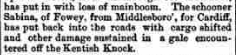 has put in with loss of mainboom. The schooner
Sabina, of Fowey, from Middlesboro', for Cardiff,
has put back into the roads with cargo shifted
and other damage sustained in a gale encoun-
tered off the Kentish Knock.